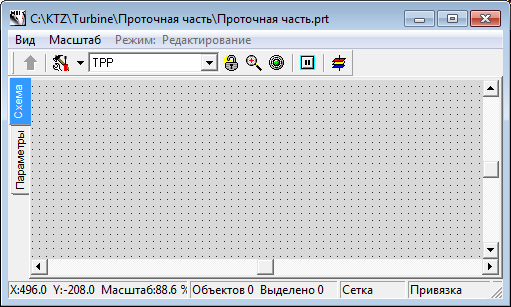 C:\KTZ\Turbine\Проточная часть\Проточная часть.prt
Вид Масштаб Режим: Редактирование
TPP
Схема
Параметры
X:496.0 Y:-208.0 Масштаб:88.6 % Объектов 0 Выделено 0 Сетка Привязка